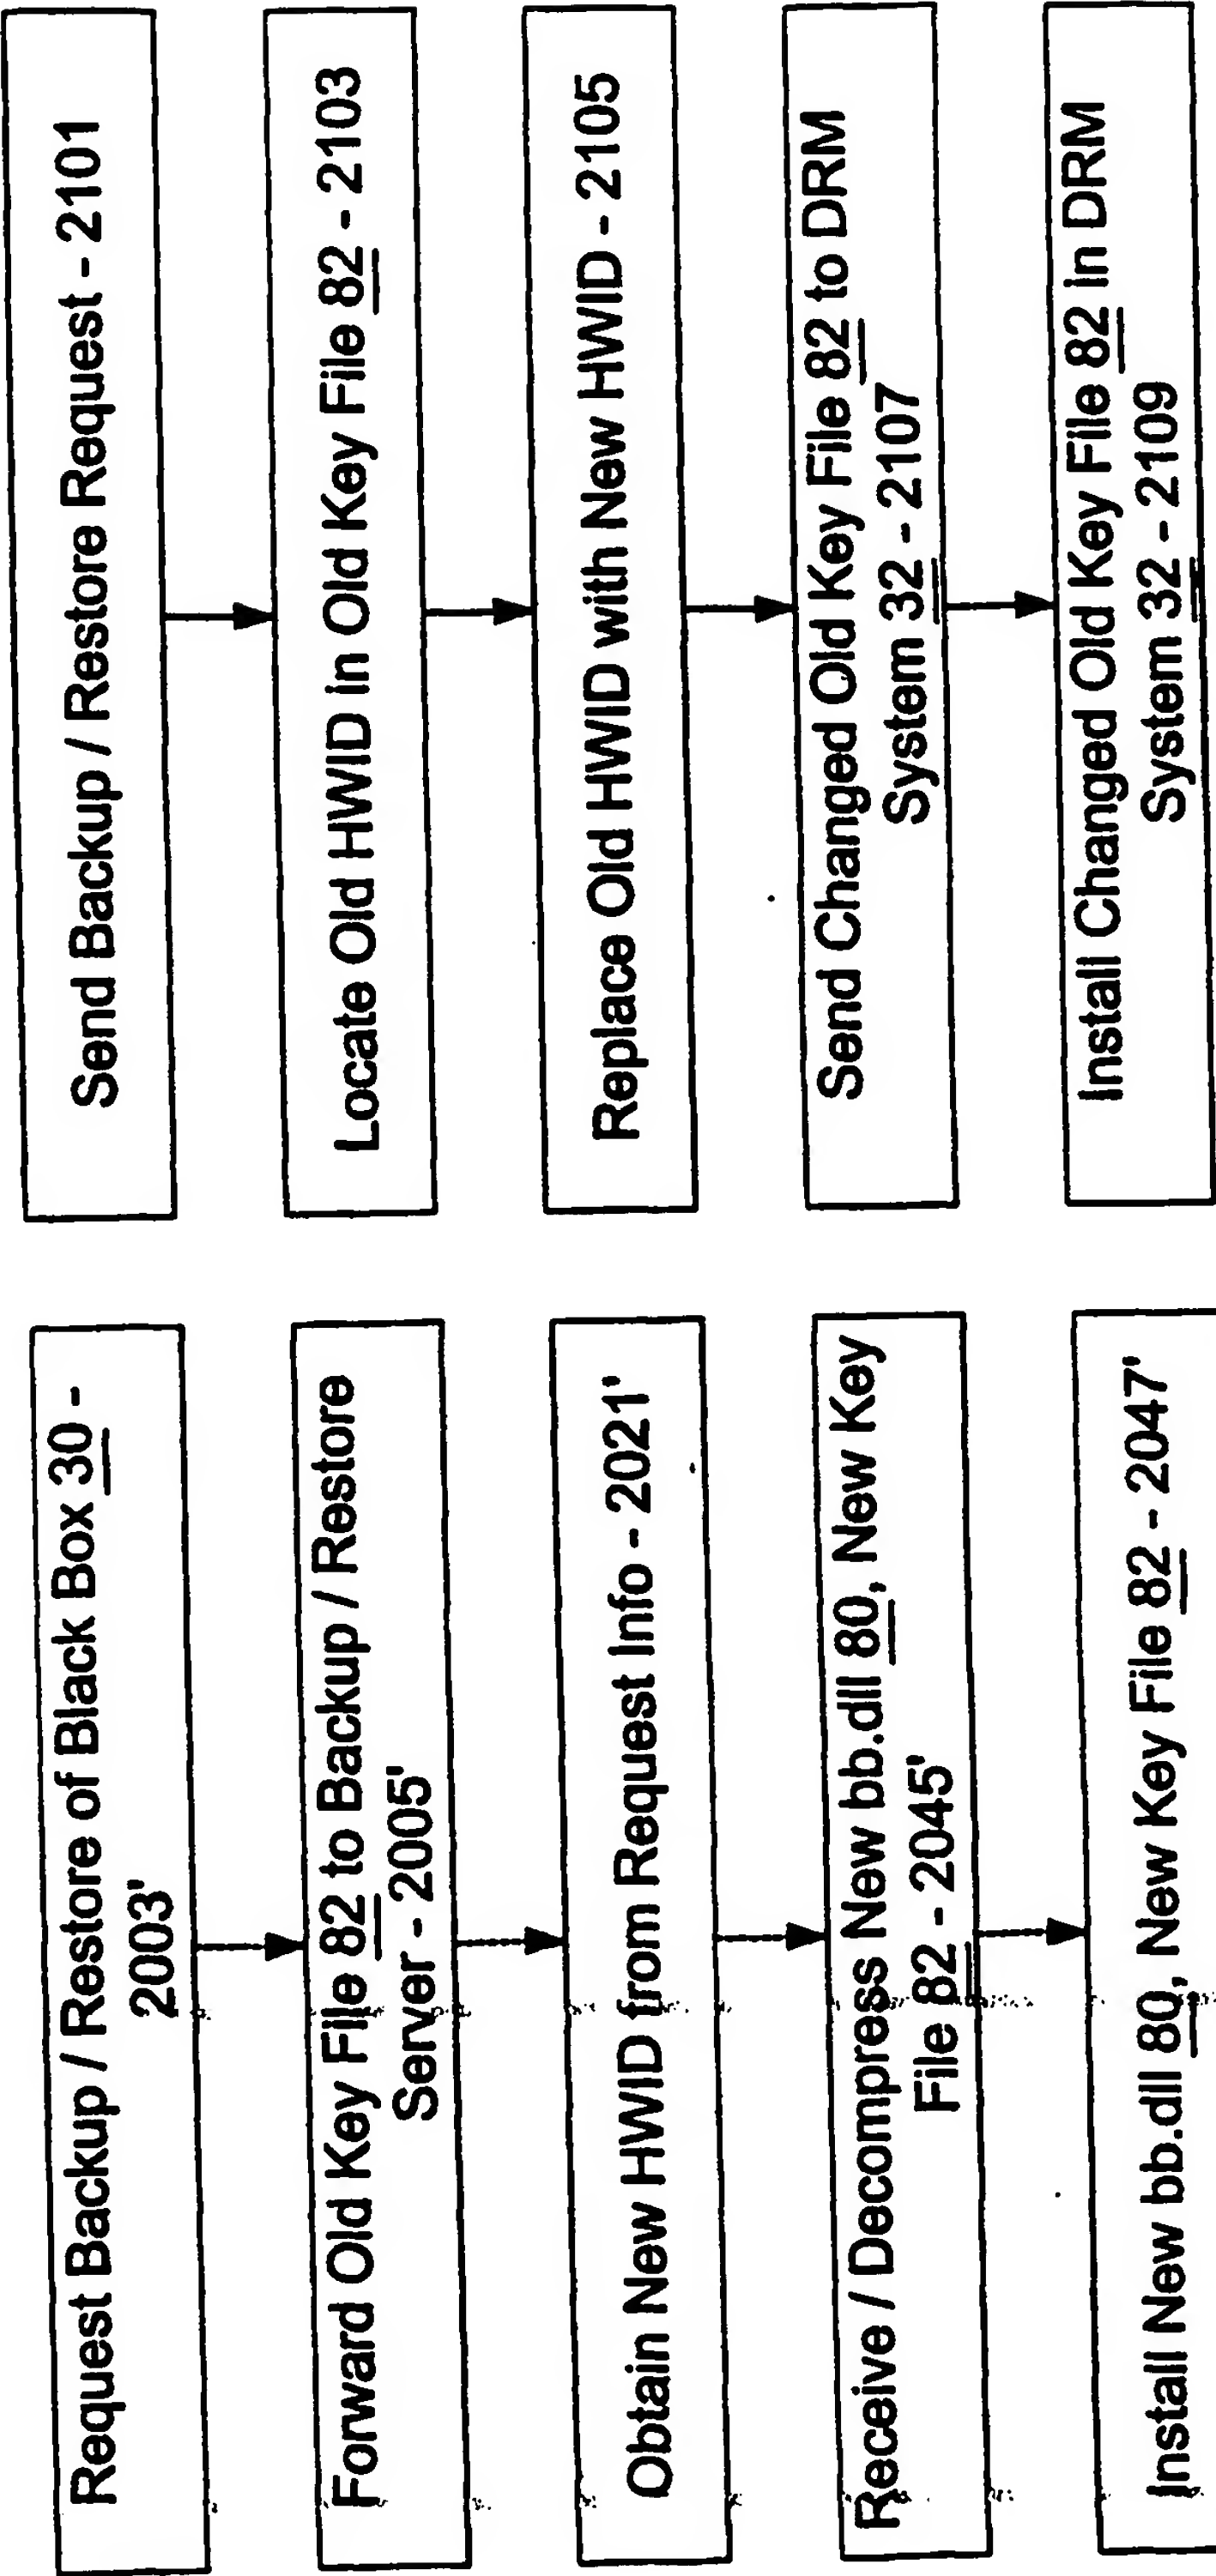 Request Backup / Restore of Black Box 30 -
2003'
Forward Old Key File 82 to Backup / Restore
Server - 2005'
Obtain New HWID from Request Info - 2021'
Receive / Decompress New bb.dll 80, New Key
File 82 - 2045'
Install New bb.dll 80, New Key File 82 - 2047'
Send Backup / Restore Request - 2101
Locate Old HWID in Old Key File 82 - 2103
Replace Old HWID with New HWID - 2105
Send Changed Old Key File 82 to DRM
System 32 - 2107
Install Changed Old Key File 82 in DRM
System 32 - 2109